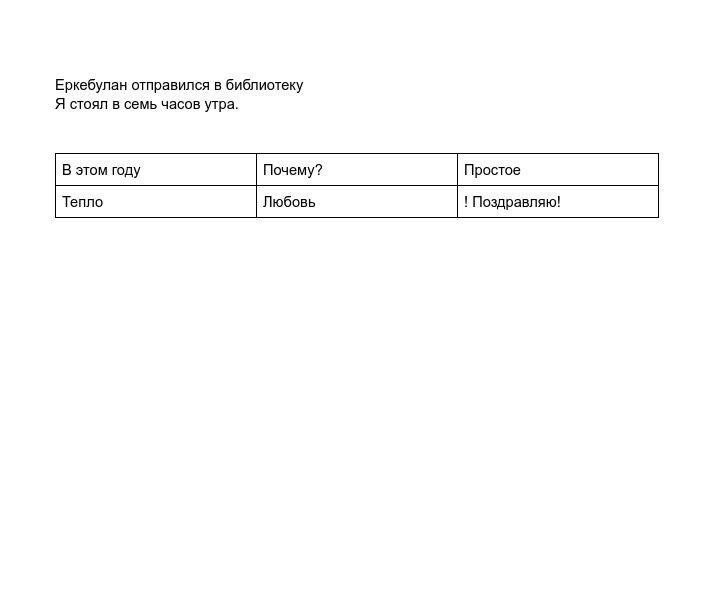 Еркебулан отправился в библиотеку
Я стоял в семь часов утра.
В этом году Почему? Простое
Тепло Любовь ! Поздравляю!